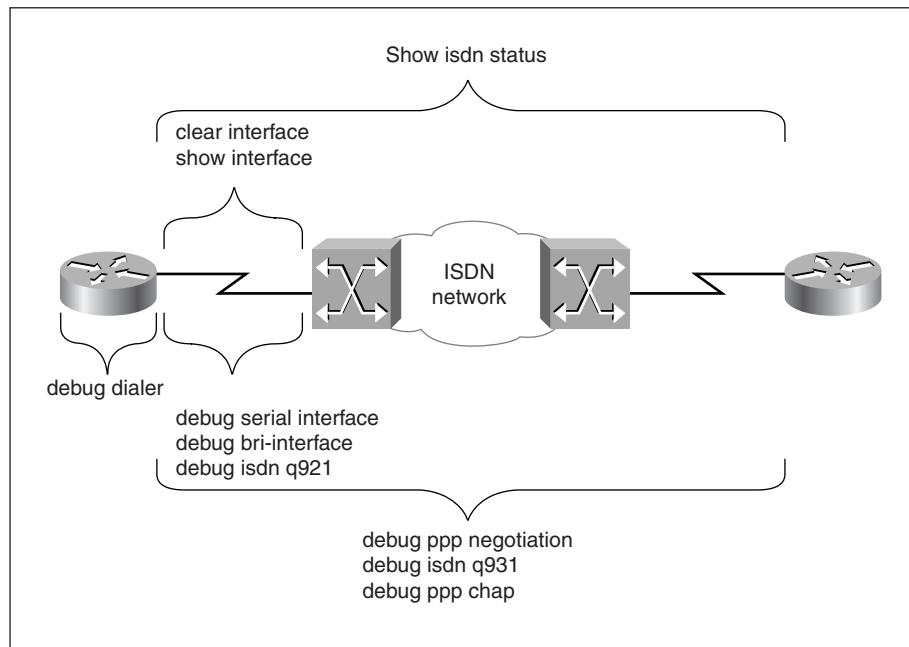 Show isdn status
clear interface
show interface
ISDN
network
debug dialer
debug serial interface
debug bri-interface
debug isdn q921
debug ppp negotiation
debug isdn q931
debug ppp chap